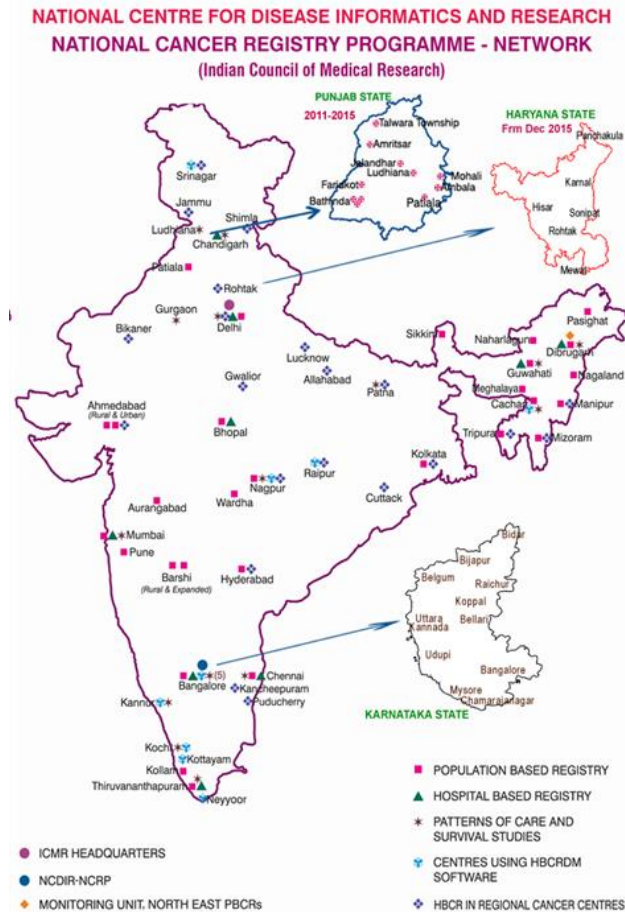 NATIONAL CENTRE FOR DISEASE INFORMATICS AND RESEARCH
NATIONAL CANCER REGISTRY PROGRAMME - NETWORK
(Indian Council of Medical Research)
PUNJAB STATE
2011-2015
Talwara Township
Amritsar
Jalandhar
Ludhiana
Mohali
Faridkot
Ambala
Bathinda
Patiala
HARYANA STATE
Frm Dec 2015
Panchakula
Karnal
Hisar
Sonipat
Rohtak
Mewat
Srinagar
Jammu
Shimla
Ludhiana
Chandigarh
Patiala
Rohtak
Gurgaon
Delhi
Bikaner
Lucknow
Allahabad
Gwalior
Patna
Sikkim
Naharlagun
Pasighat
Dibrugarh
Guwahati
Nagaland
Meghalaya
Cachar
Manipur
Tripura
Mizoram
Ahmedabad
(Rural & Urban)
Bhopal
Kolkata
Raipur
Nagpur
Cuttack
Wardha
Aurangabad
Mumbai
Pune
Barshi
(Rural & Expanded)
Hyderabad
Bidar
Bijapur
Belgum
Raichur
Koppal
Uttara
Kannada
Bellari
Udupi
Bangalore
Mysore
Chamarajanagar
KARNATAKA STATE
(5)
Bangalore
Chennai
Kancheepuram
Puducherry
Kannur
Kochi
Kottayam
Kollam
Thiruvananthapuram
Neyyoor
POPULATION BASED REGISTRY
HOSPITAL BASED REGISTRY
PATTERNS OF CARE AND
SURVIVAL STUDIES
CENTRES USING HBCRDM
SOFTWARE
HBCR IN REGIONAL CANCER CENTRES
ICMR HEADQUARTERS
NCDIR-NCRP
MONITORING UNIT, NORTH EAST PBCRs